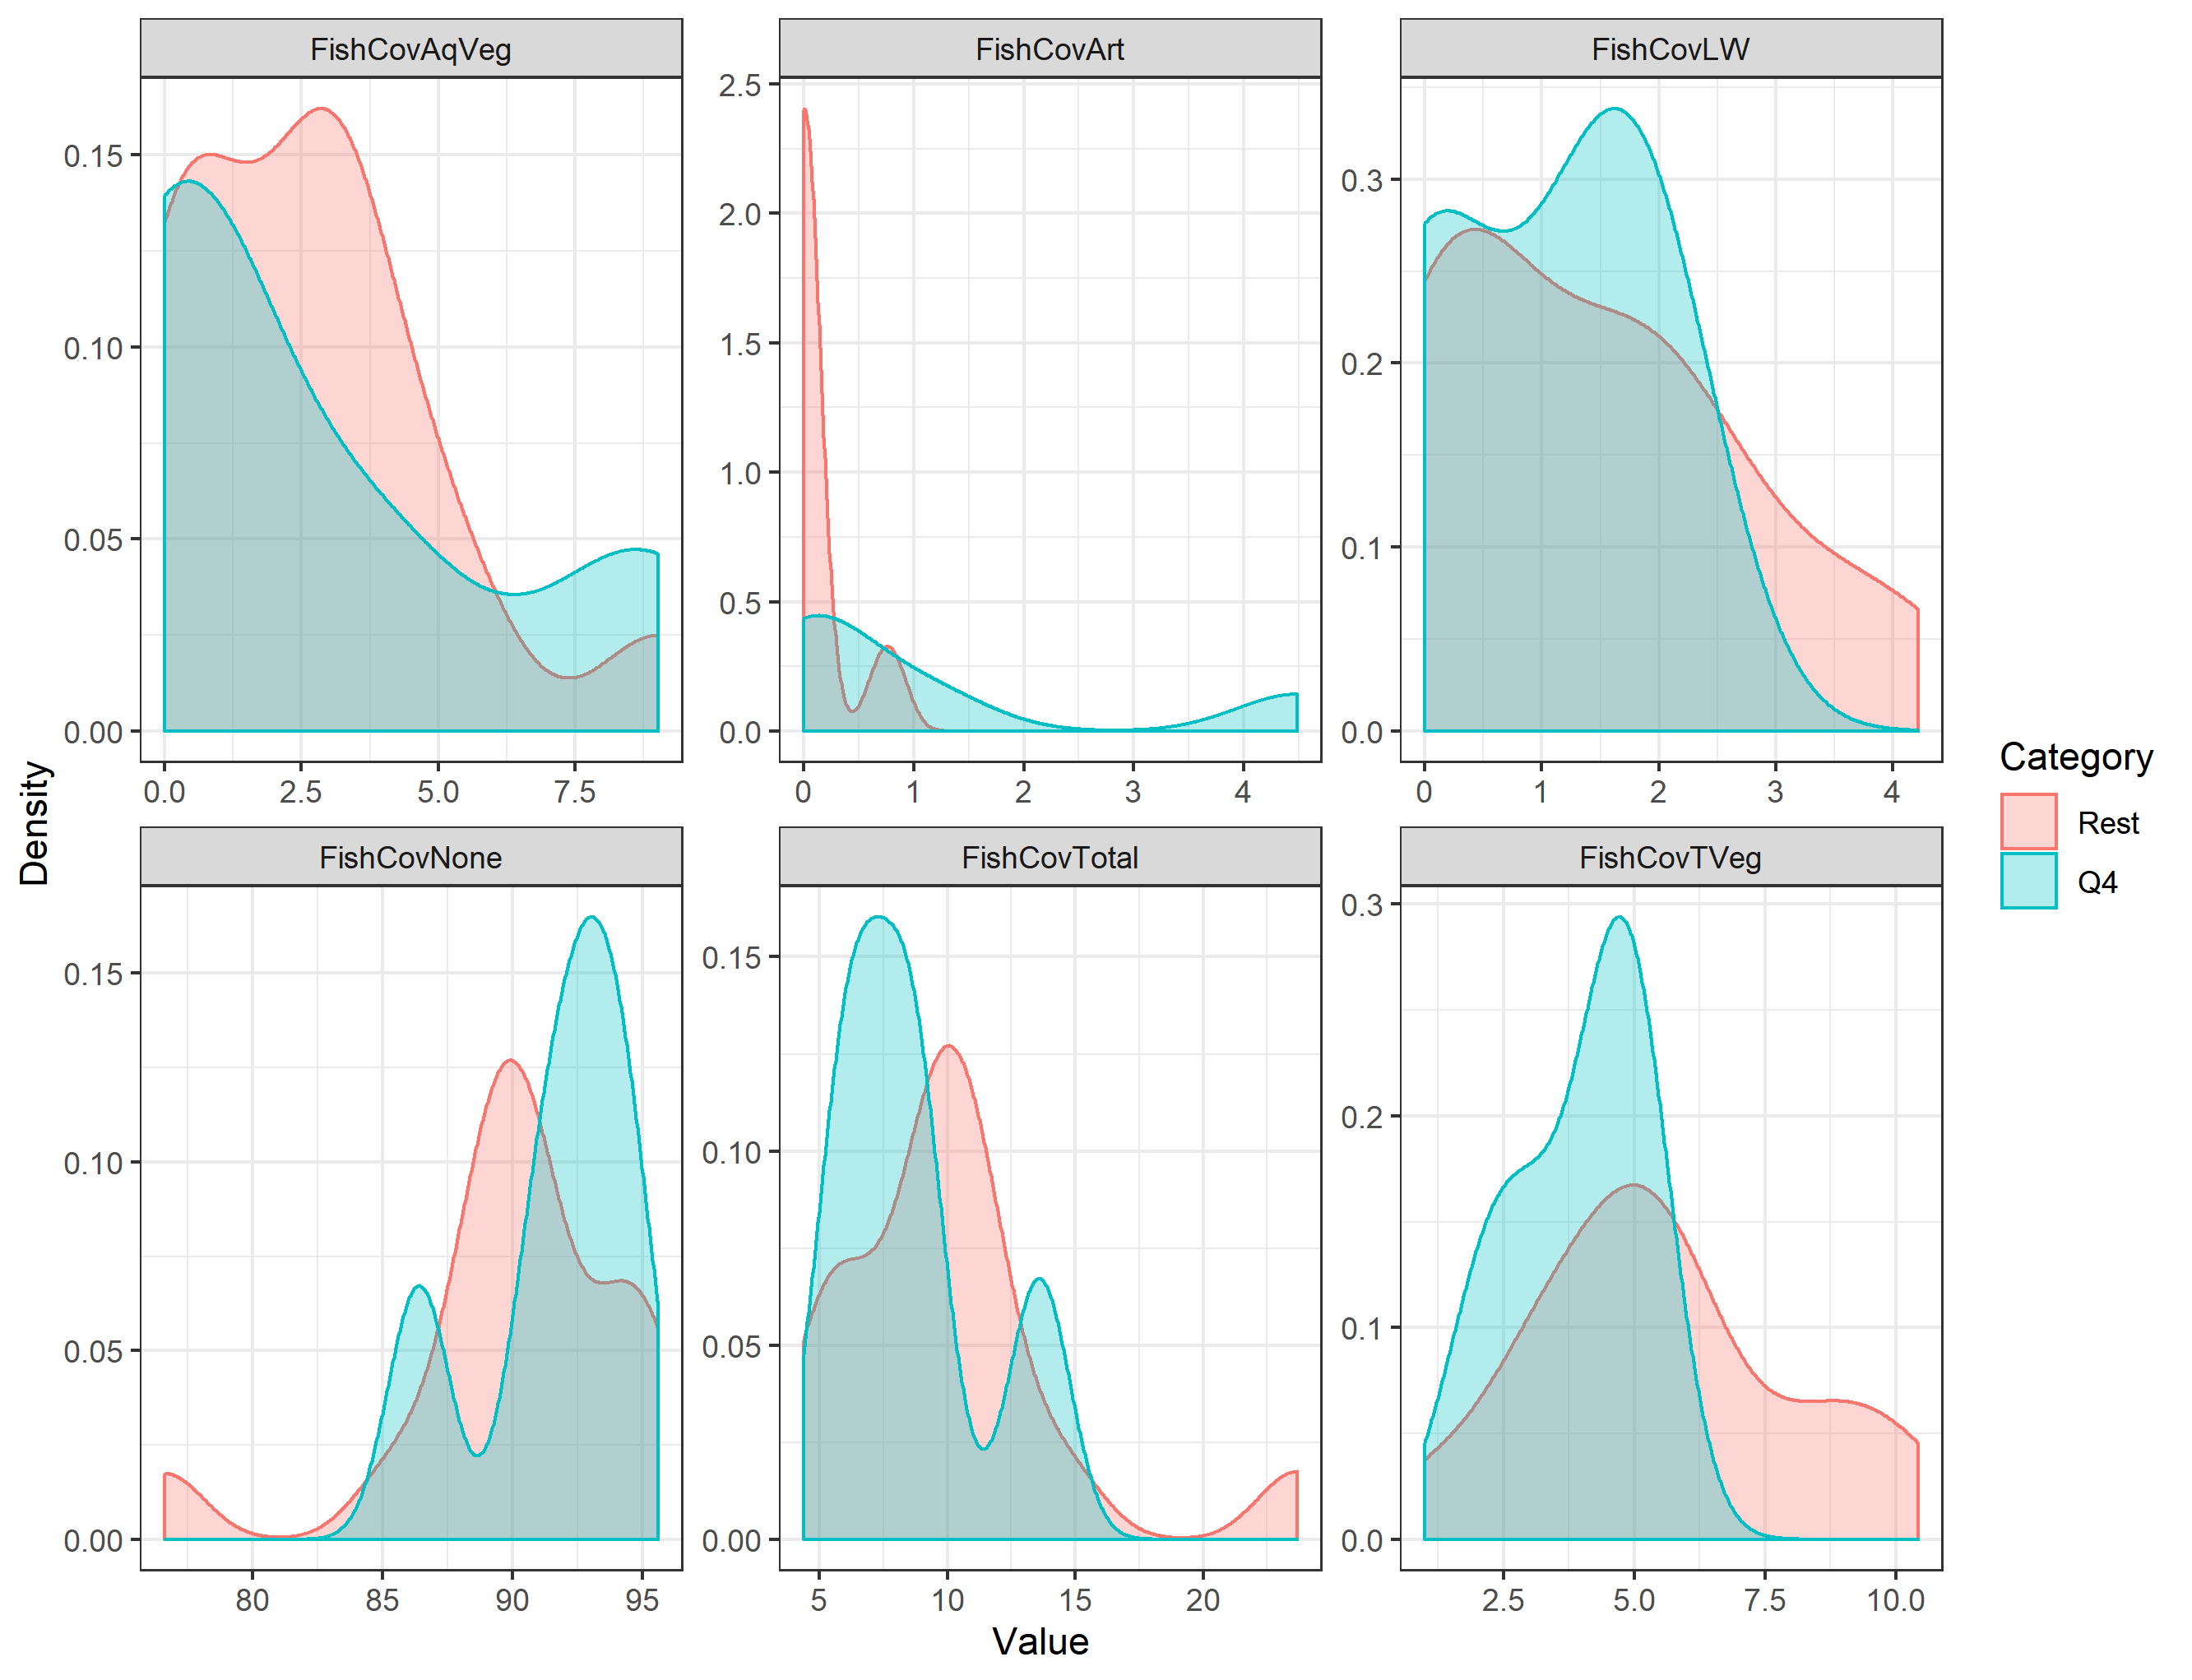 FishCovAqVeg FishCovArt FishCovLW
0.15
0.10
0.05
0.00
2.5
2.0
1.5
1.0
0.5
0.0
0.3
0.2
0.1
0.0
0.0 2.5 5.0 7.5
0 1 2 3 4
0 1 2 3 4
FishCovNone FishCovTotal FishCovTVeg
0.15
0.10
0.05
0.00
0.15
0.10
0.05
0.00
0.3
0.2
0.1
0.0
80 85 90 95
5 10 15 20
2.5 5.0 7.5 10.0
Density
Value
Category
Rest
Q4